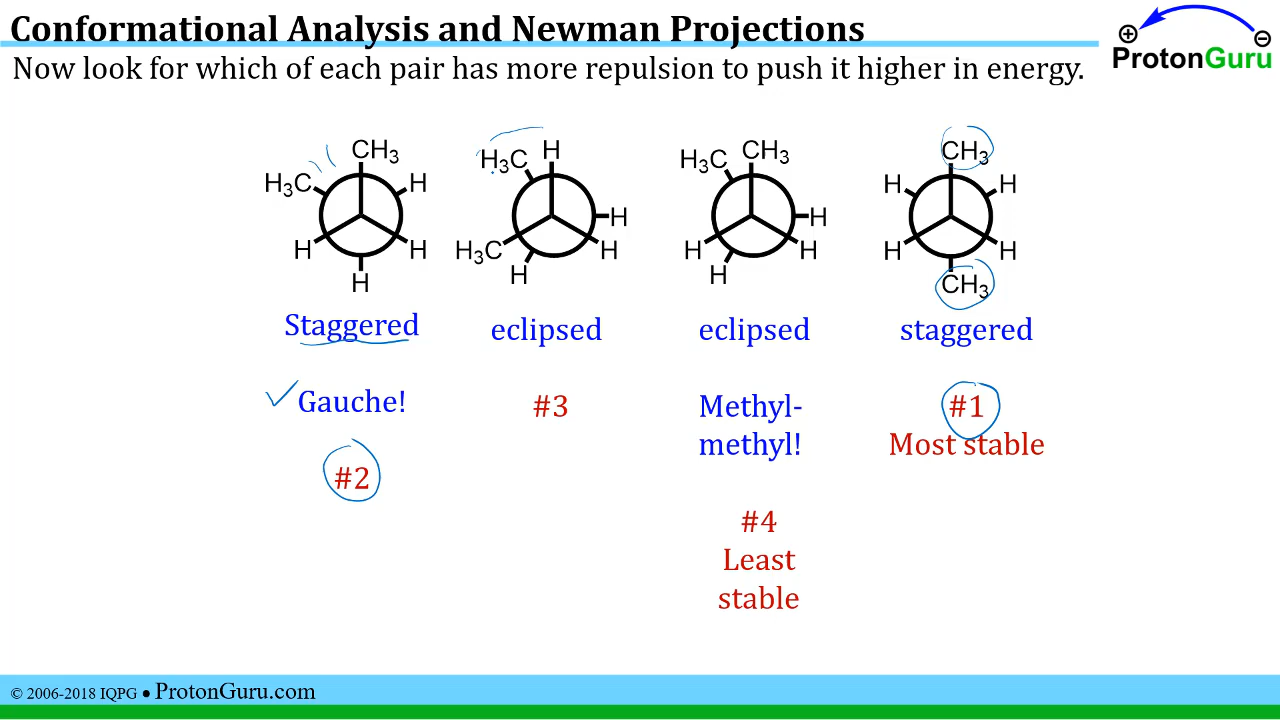 Conformational Analysis and Newman Projections
Now look for which of each pair has more repulsion to push it higher in energy.
ProtonGuru
CH₃
H₃C H
H H
H
H₃C H
H
H₃C H
H
H₃C CH₃
H
H H
H
CH₃
H H
H H
CH₃
Staggered
eclipsed
eclipsed
staggered
Gauche!
#2
#3
Methyl-
methyl!
#4
Least
stable
#1
Most stable
© 2006-2018 IQPG ● ProtonGuru.com